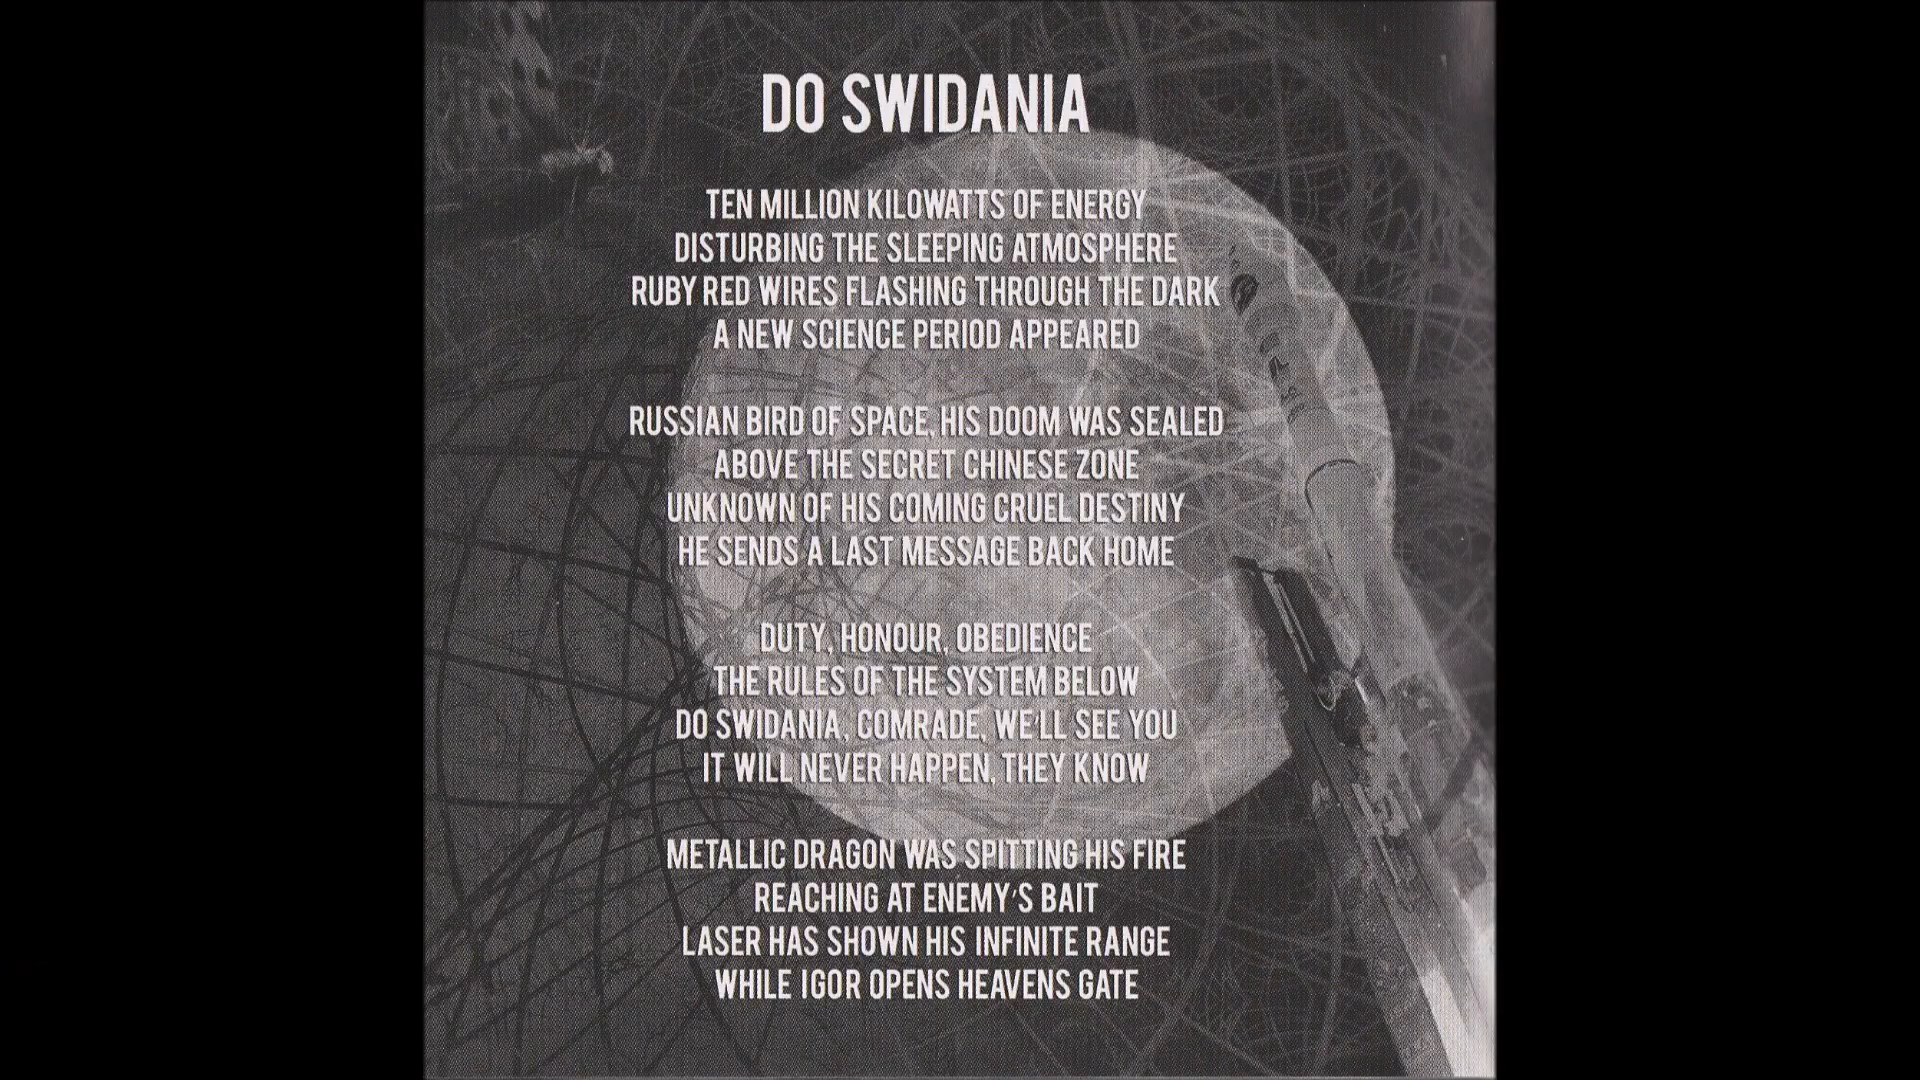 DO SWIDANIA
TEN MILLION KILOWATTS OF ENERGY
DISTURBING THE SLEEPING ATMOSPHERE
RUBY RED WIRES FLASHING THROUGH THE DARK
A NEW SCIENCE PERIOD APPEARED
RUSSIAN BIRD OF SPACE, HIS DOOM WAS SEALED
ABOVE THE SECRET CHINESE ZONE
UNKNOWN OF HIS COMING CRUEL DESTINY
HE SENDS A LAST MESSAGE BACK HOME
DUTY, HONOUR, OBEDIENCE
THE RULES OF THE SYSTEM BELOW
DO SWIDANIA, COMRADE, WE'LL SEE YOU
IT WILL NEVER HAPPEN, THEY KNOW
METALLIC DRAGON WAS SPITTING HIS FIRE
REACHING AT ENEMY'S BAIT
LASER HAS SHOWN HIS INFINITE RANGE
WHILE IGOR OPENS HEAVENS GATE